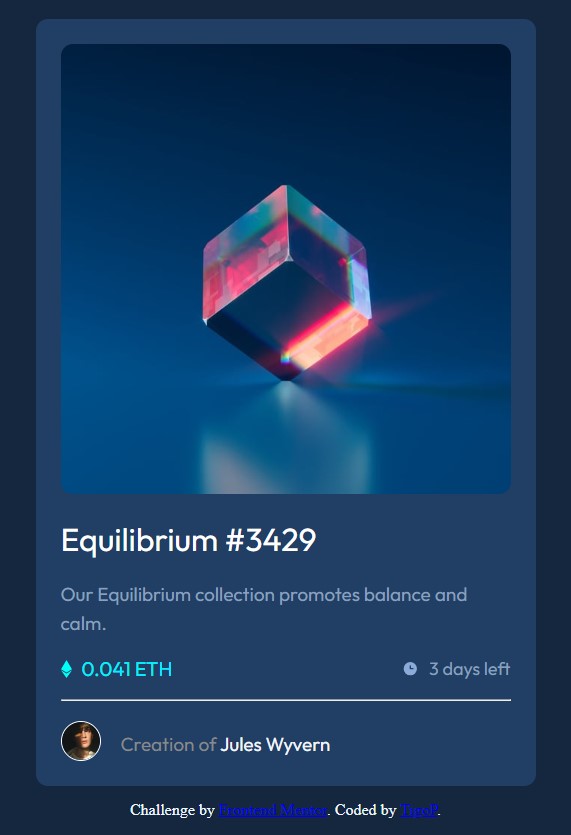 Equilibrium #3429
Our Equilibrium collection promotes balance and
calm.
0.041 ETH 3 days left
Creation of Jules Wyvern
Challenge by Frontend Mentor. Coded by TigoP.